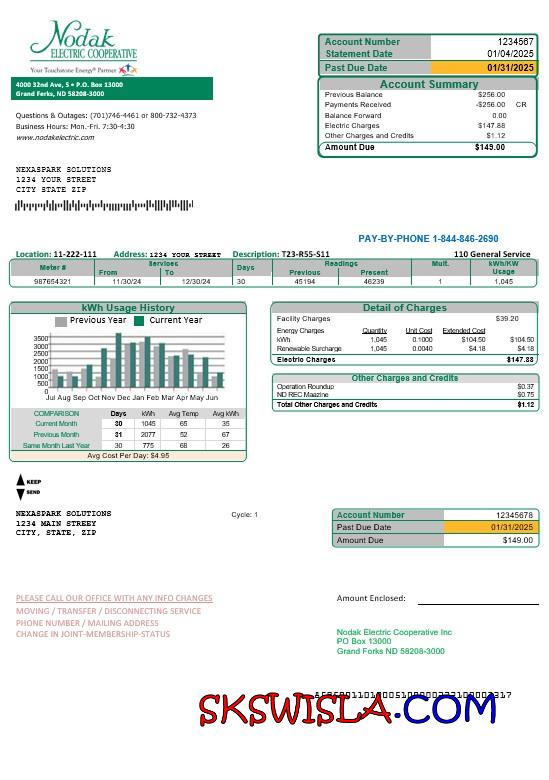 Nodak
ELECTRIC COOPERATIVE
Your Touchstone Energy® Partner
4000 32nd Ave, S • P.O. Box 13000
Grand Forks, ND 58208-3000
Account Number 1234567
Statement Date 01/04/2025
Past Due Date 01/31/2025
Account Summary
Previous Balance $256.00
Payments Received -$256.00 CR
Balance Forward 0.00
Electric Charges $147.88
Other Charges and Credits $1.12
Amount Due $149.00
Questions & Outages: (701)746-4461 or 800-732-4373
Business Hours: Mon.-Fri. 7:30-4:30
www.nodakelectric.com
NEXASPARK SOLUTIONS
1234 YOUR STREET
CITY STATE ZIP
PAY-BY-PHONE 1-844-846-2690
Location: 11-222-111 Address: 1234 YOUR STREET Description: T23-R55-S11 110 General Service
Meter # Services From To Days Readings Previous Present Mult. kWh/KW Usage
987654321 11/30/24 12/30/24 30 45194 46239 1 1,045
kWh Usage History
Previous Year Current Year
3500
3000
2500
2000
1500
1000
500
0
Jul Aug Sep Oct Nov Dec Jan Feb Mar Apr May Jun
COMPARISON Days kWh Avg Temp Avg kWh
Current Month 30 1045 65 35
Previous Month 31 2077 52 67
Same Month Last Year 30 775 68 26
Avg Cost Per Day: $4.95
Detail of Charges
Facility Charges $39.20
Energy Charges Quantity Unit Cost Extended Cost
kWh 1,045 0.1000 $104.50 $104.50
Renewable Surcharge 1,045 0.0040 $4.18 $4.18
Electric Charges $147.88
Other Charges and Credits
Operation Roundup $0.37
ND REC Maazine $0.75
Total Other Charges and Credits $1.12
KEEP
SEND
NEXASPARK SOLUTIONS
1234 MAIN STREEY
CITY, STATE, ZIP
Cycle: 1
Account Number 12345678
Past Due Date 01/31/2025
Amount Due $149.00
PLEASE CALL OUR OFFICE WITH ANY INFO CHANGES
MOVING / TRANSFER / DISCONNECTING SERVICE
PHONE NUMBER / MAILING ADDRESS
CHANGE IN JOINT-MEMBERSHIP-STATUS
Amount Enclosed:
Nodak Electric Cooperative Inc
PO Box 13000
Grand Forks ND 58208-3000
SKSWISLA.COM